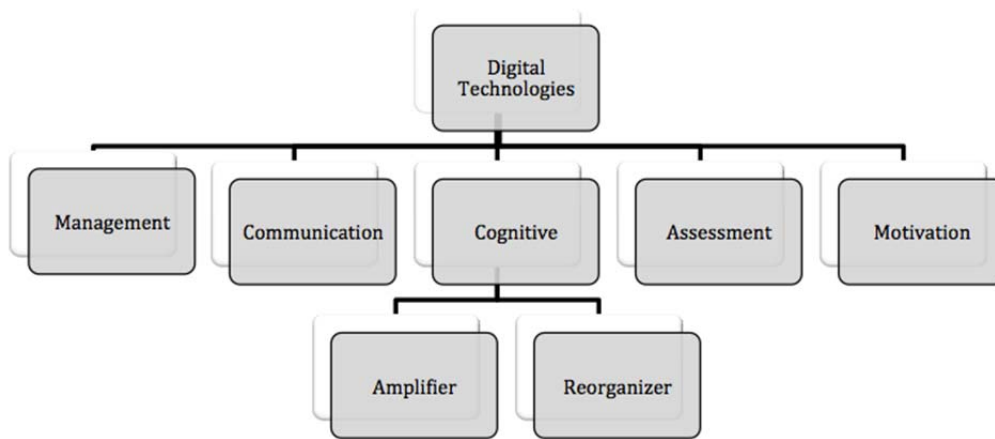 Digital
Technologies
Management
Communication
Cognitive
Assessment
Motivation
Amplifier
Reorganizer